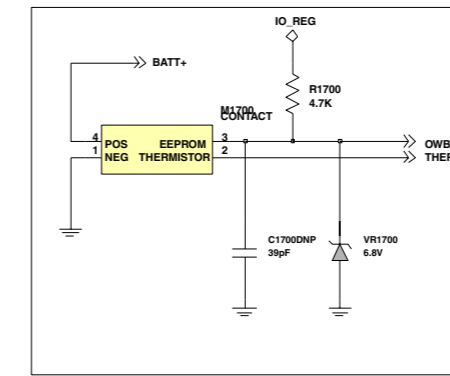 IO_REG
BATT+
R1700
4.7K
M1700
CONTACT
4 POS EEPROM 3
1 NEG THERMISTOR 2
OWB
THER
C1700DNP
39pF
VR1700
6.8V